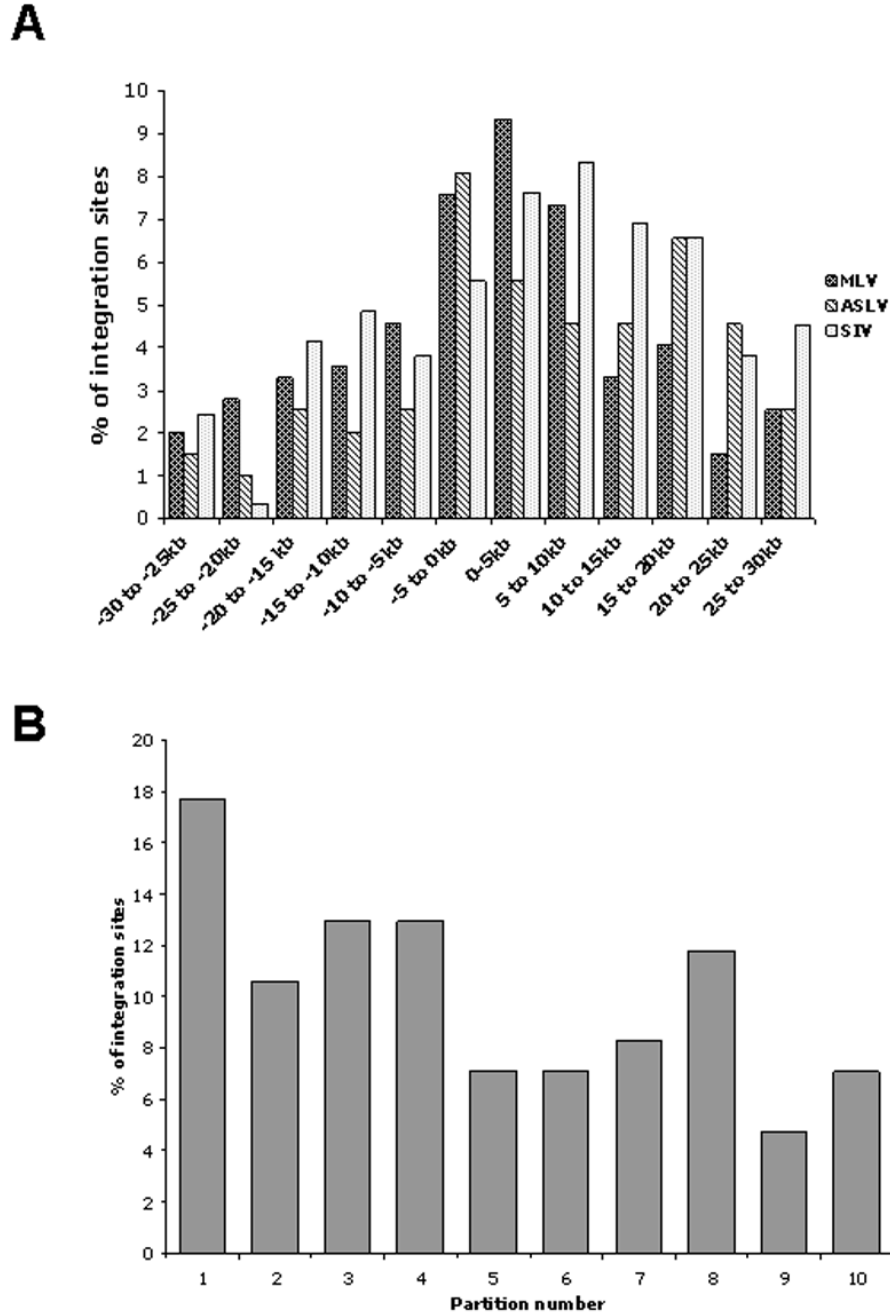 A
% of integration sites
10
9
8
7
6
5
4
3
2
1
0
MLV
ASLV
SIV
-30 to -25kb
-25 to -20kb
-20 to -15 kb
-15 to -10kb
-10 to -5kb
-5 to 0kb
0-5kb
5 to 10kb
10 to 15kb
15 to 20kb
20 to 25kb
25 to 30kb
B
% of integration sites
20
18
16
14
12
10
8
6
4
2
0
1 2 3 4 5 6 7 8 9 10
Partition number